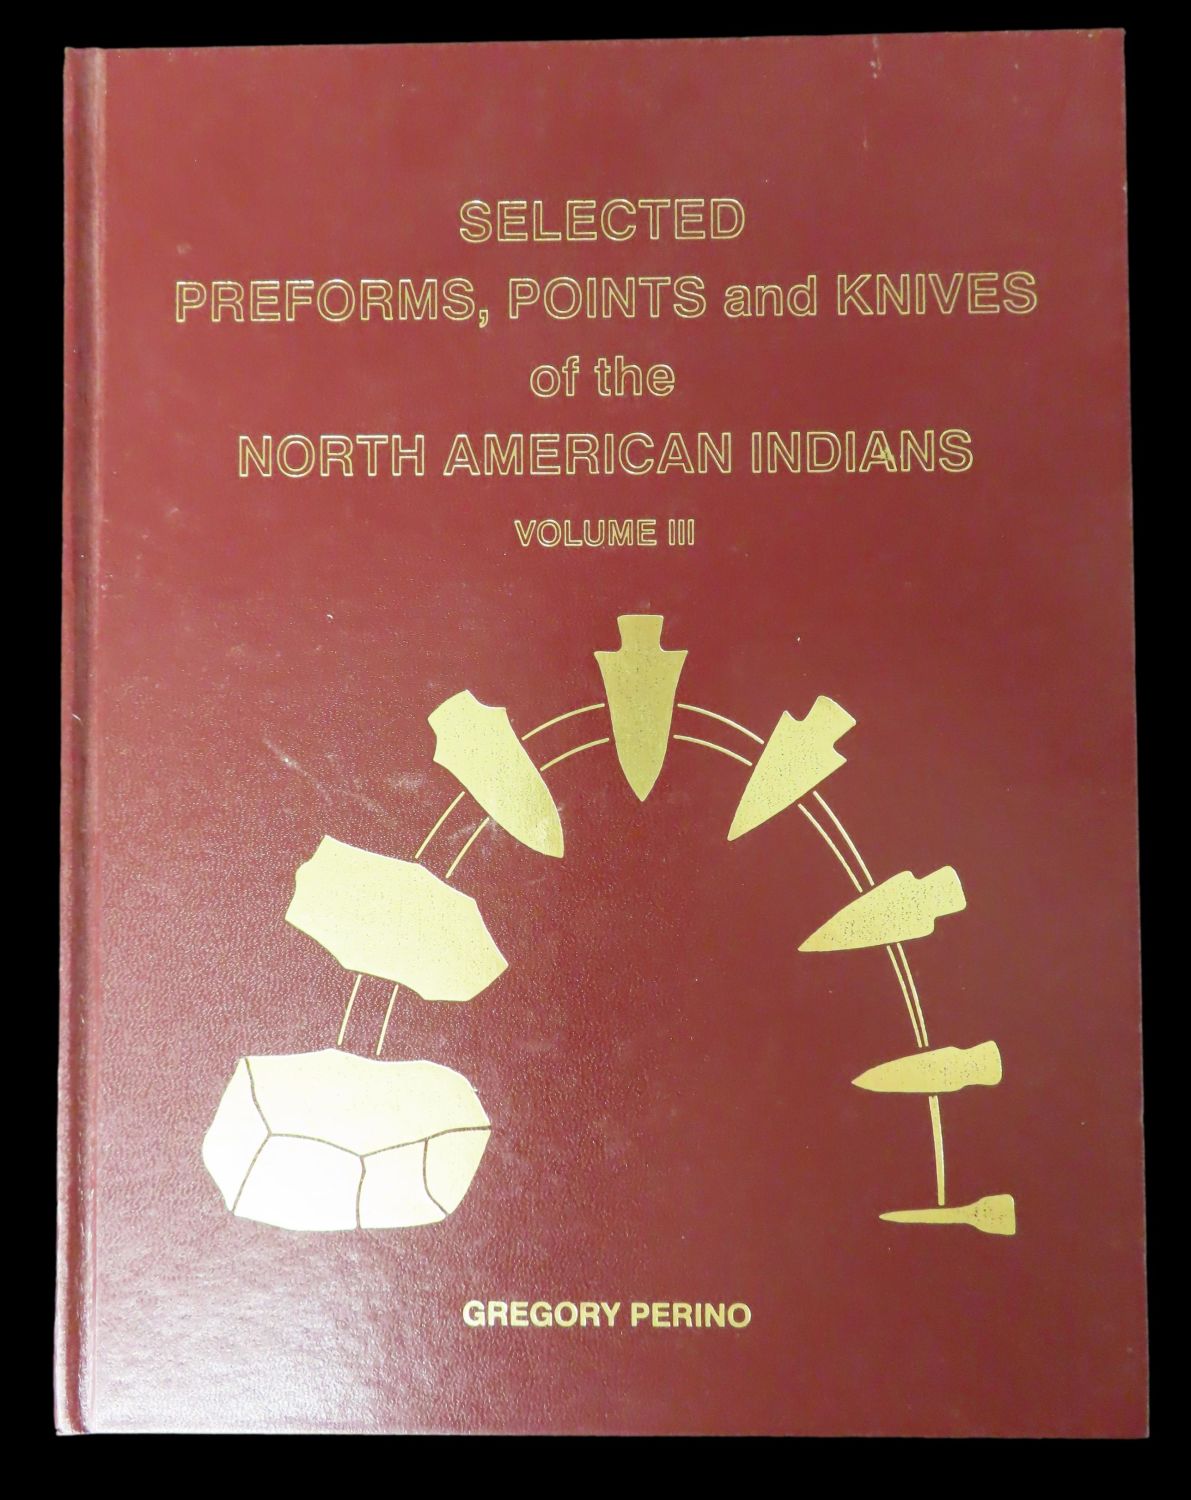 SELECTED
PREFORMS, POINTS and KNIVES
of the
NORTH AMERICAN INDIANS
VOLUME III
GREGORY PERINO